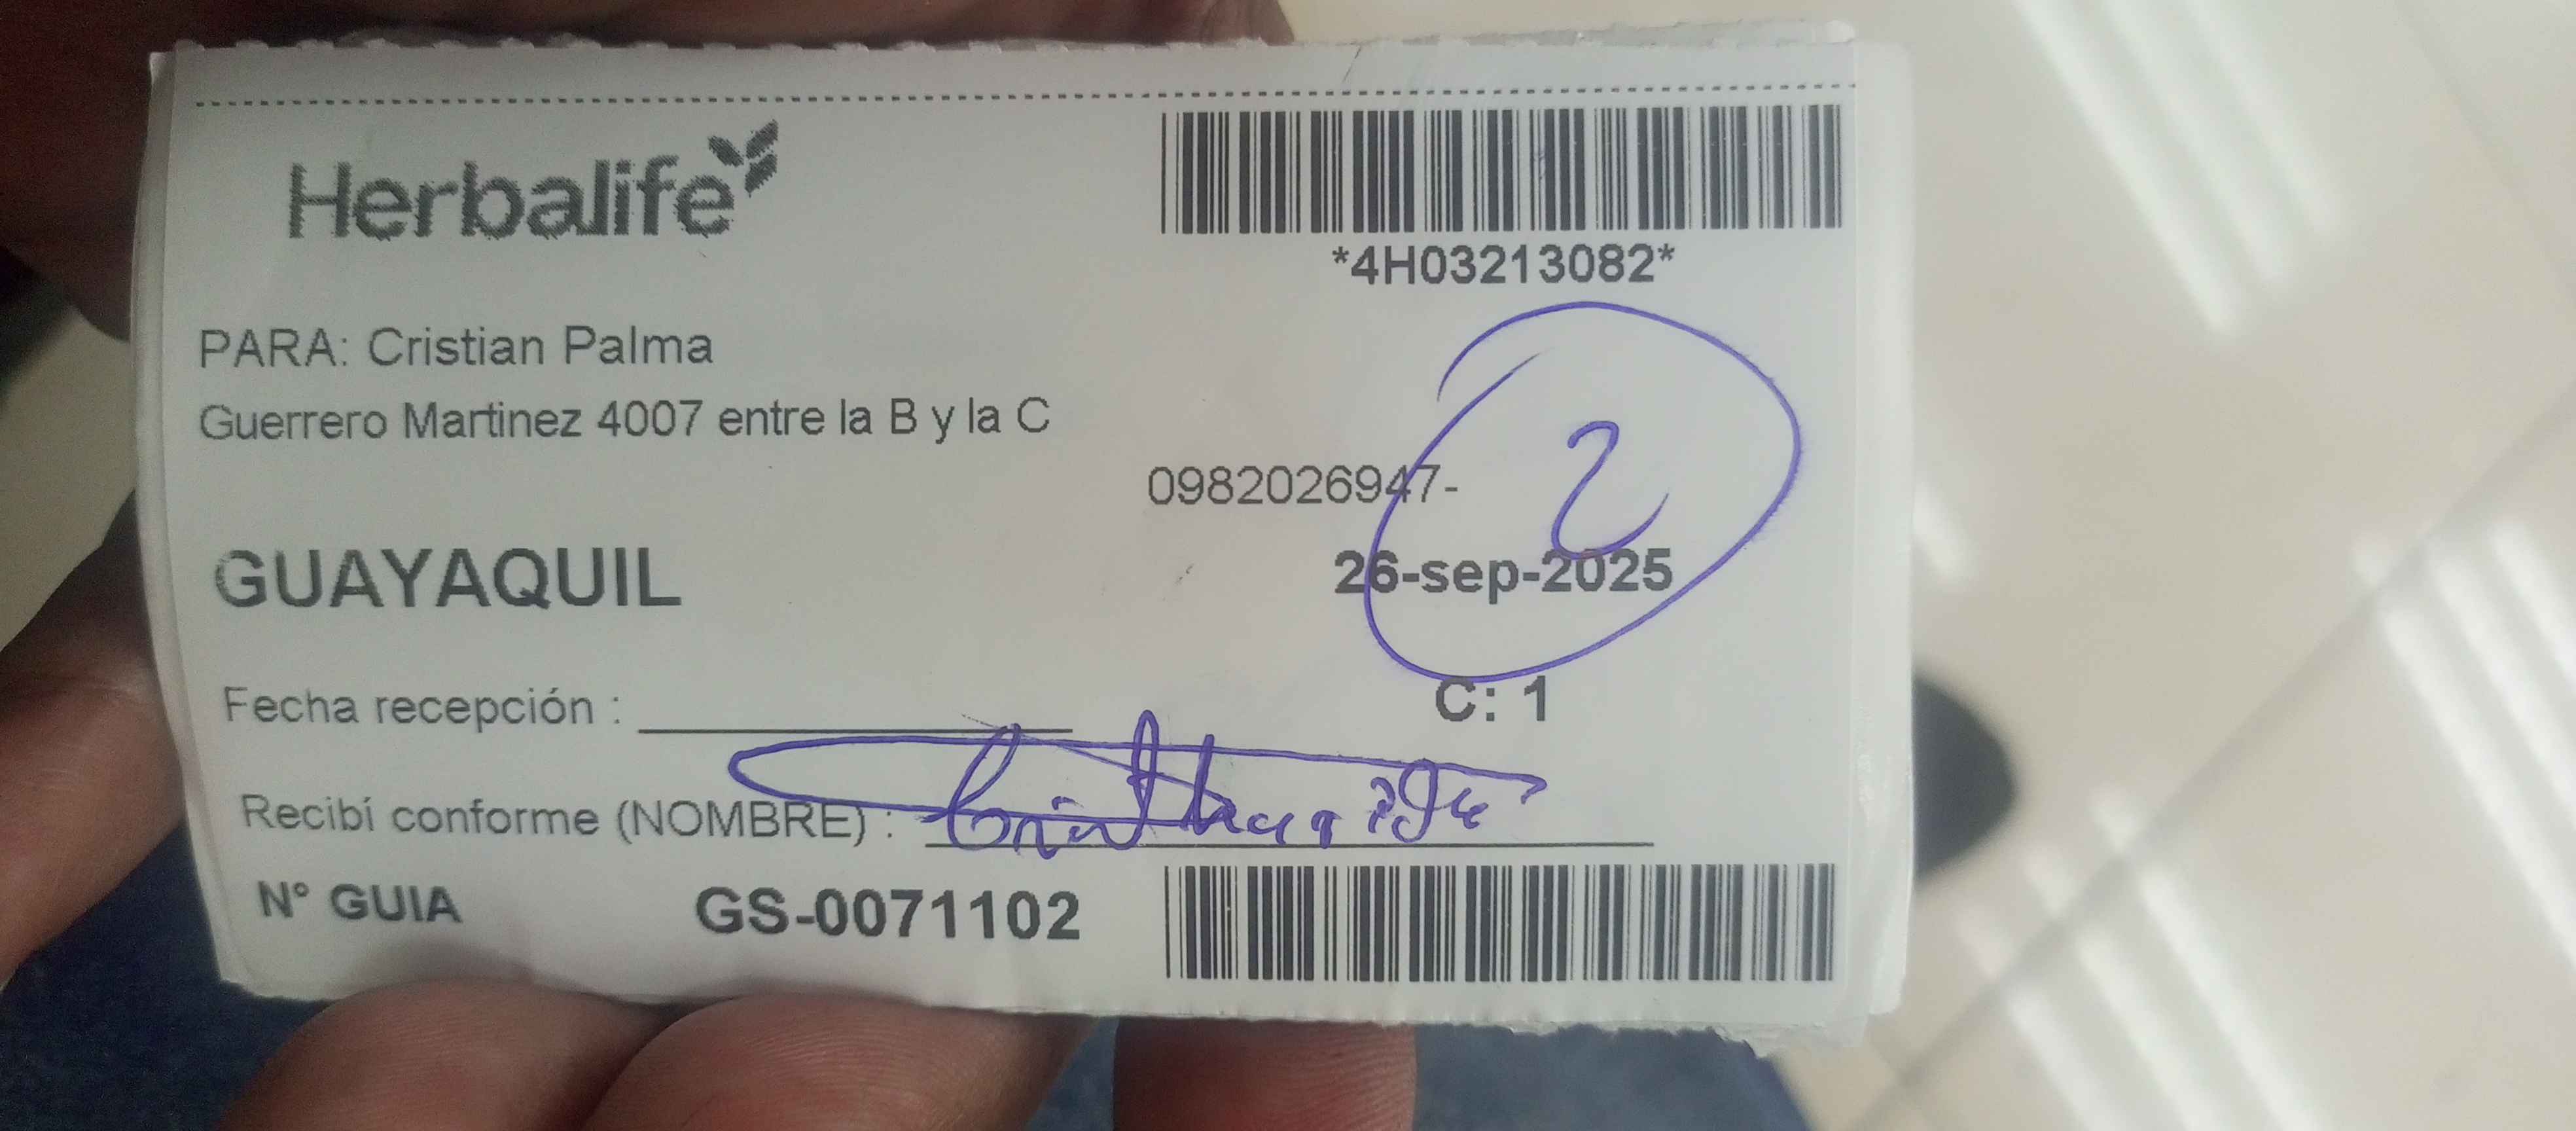 Herbalife
*4H03213082*
PARA: Cristian Palma
Guerrero Martinez 4007 entre la B y la C
0982026947-
2
GUAYAQUIL
26-sep-2025
Fecha recepción :
C: 1
Recibí conforme (NOMBRE) :
N° GUIA GS-0071102